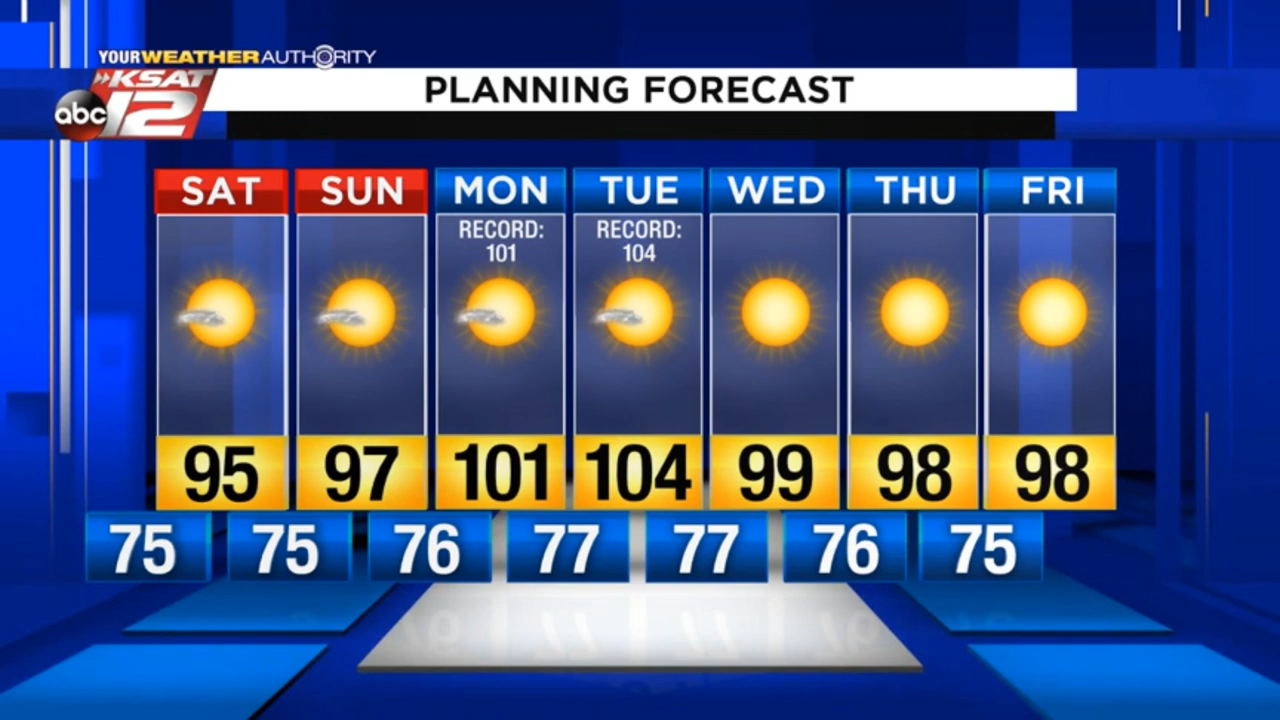 YOURWEATHERAUTHORITY
KSAT
abc 12
PLANNING FORECAST
SAT SUN MON TUE WED THU FRI
RECORD: RECORD:
101 104
95 97 101 104 99 98 98
75 75 76 77 77 76 75